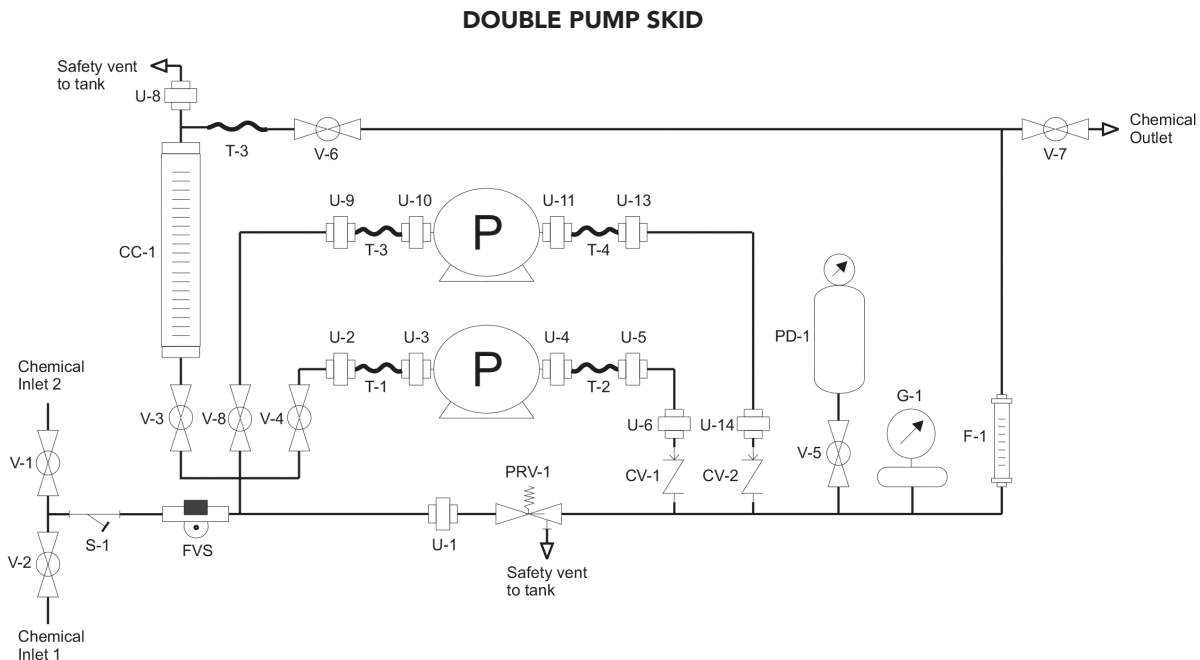 DOUBLE PUMP SKID
Safety vent
to tank
U-8
T-3
V-6
V-7
Chemical
Outlet
U-9
U-10
P
U-11
U-13
T-3
T-4
CC-1
PD-1
U-2
U-3
P
U-4
U-5
T-1
T-2
Chemical
Inlet 2
G-1
V-3
V-8
V-4
U-6
U-14
F-1
V-1
V-5
PRV-1
CV-1
CV-2
S-1
FVS
U-1
V-2
Safety vent
to tank
Chemical
Inlet 1